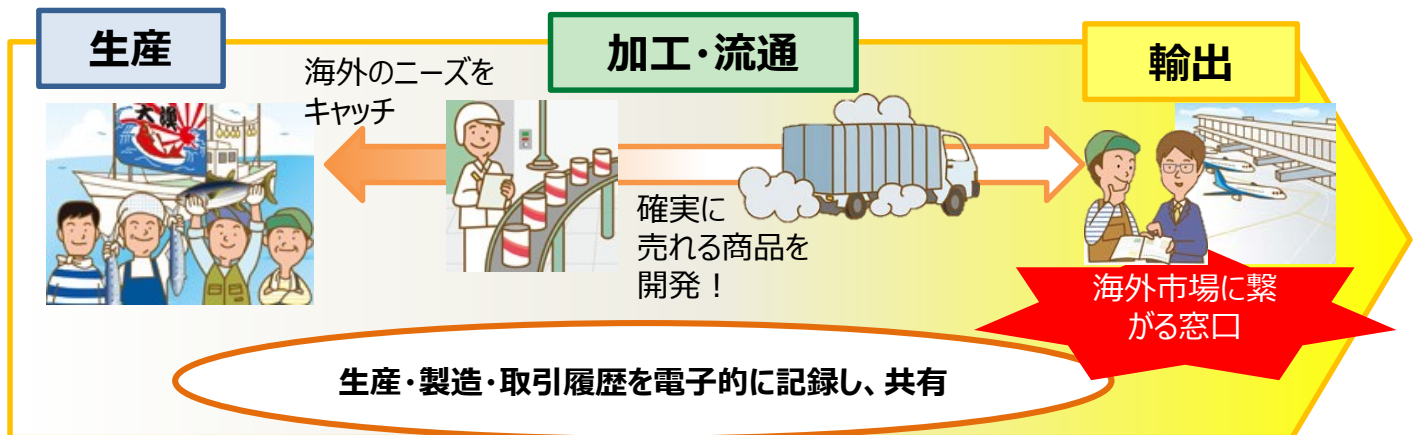 生産
加工・流通
輸出
海外のニーズを
キャッチ
大漁
確実に
売れる商品を
開発！
海外市場に繋
がる窓口
生産・製造・取引履歴を電子的に記録し、共有